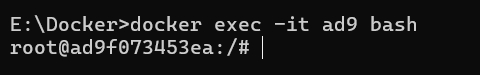 E:\Docker>docker exec -it ad9 bash
root@ad9f073453ea:/#